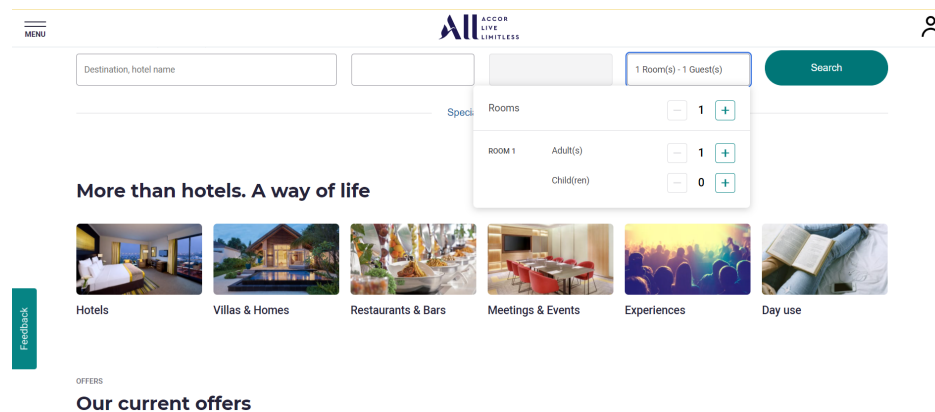 MENU
ALL
ACCOR
LIVE
LIMITLESS
Destination, hotel name
1 Room(s) - 1 Guest(s)
Search
Rooms
− 1 +
ROOM 1 Adult(s) − 1 +
Child(ren) − 0 +
More than hotels. A way of life
Hotels
Villas & Homes
Restaurants & Bars
Meetings & Events
Experiences
Day use
Feedback
OFFERS
Our current offers